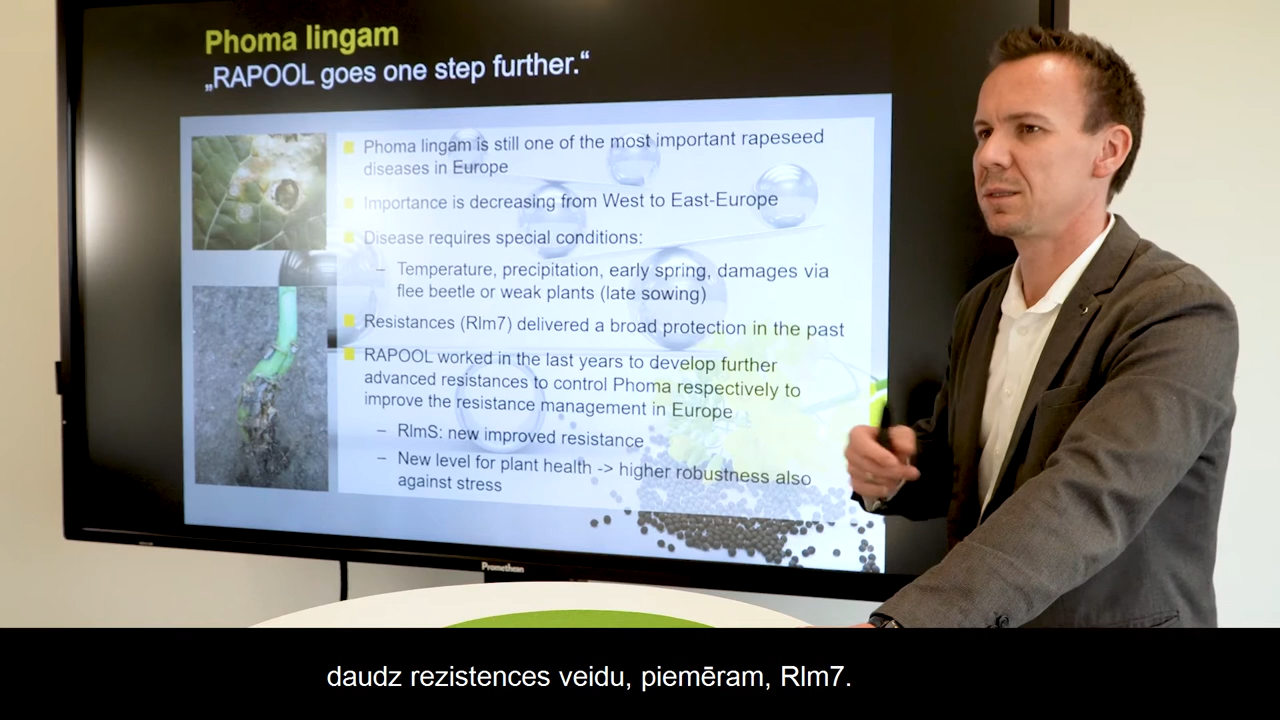 Phoma lingam
„RAPOOL goes one step further.“
Phoma lingam is still one of the most important rapeseed
diseases in Europe
Importance is decreasing from West to East-Europe
Disease requires special conditions:
– Temperature, precipitation, early spring, damages via
flee beetle or weak plants (late sowing)
Resistances (Rlm7) delivered a broad protection in the past
RAPOOL worked in the last years to develop further
advanced resistances to control Phoma respectively to
improve the resistance management in Europe
– RlmS: new improved resistance
– New level for plant health -> higher robustness also
against stress
Promethean
daudz rezistences veidu, piemēram, Rlm7.